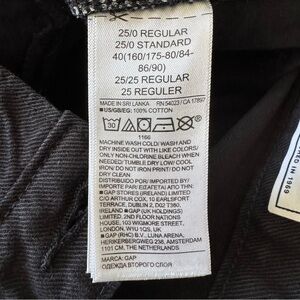 25/0 REGULAR
25/0 STANDARD
40(160/175-80/84-
86/90)
25/25 REGULAR
25 REGULER
MADE IN SRI LANKA RN 54023 / CA 17897
■US/GB/EG: 100% COTTON
30
1166
MACHINE WASH COLD/ WASH AND
DRY INSIDE OUT WITH LIKE COLORS/
ONLY NON-CHLORINE BLEACH WHEN
NEEDED/ TUMBLE DRY LOW/ COOL
IRON/ DO NOT IRON PRINT/ DO NOT
DRY CLEAN
DISTRIBUIDO POR/ IMPORTED BY/
IMPORTE PAR/ ΕΙΣΑΓΕΤΑΙ ΑΠΟ ΤΗΝ:
■ GAP STORES (IRELAND) LIMITED
C/O ARTHUR COX, 10 EARLSFORT
TERRACE, DUBLIN 2, D02 T380,
IRELAND ■ GAP (UK HOLDINGS)
LIMITED, 2ND FLOOR NATIONS
HOUSE, 103 WIGMORE STREET,
LONDON, W1U 1QS, UK
■ GAP (RHC) B.V., LUNA ARENA,
HERIKERBERGWEG 238, AMSTERDAM
1101 CM, THE NETHERLANDS
MARCA: GAP
ОДЕЖДА ВТОРОГО СЛОЯ
IN 1969